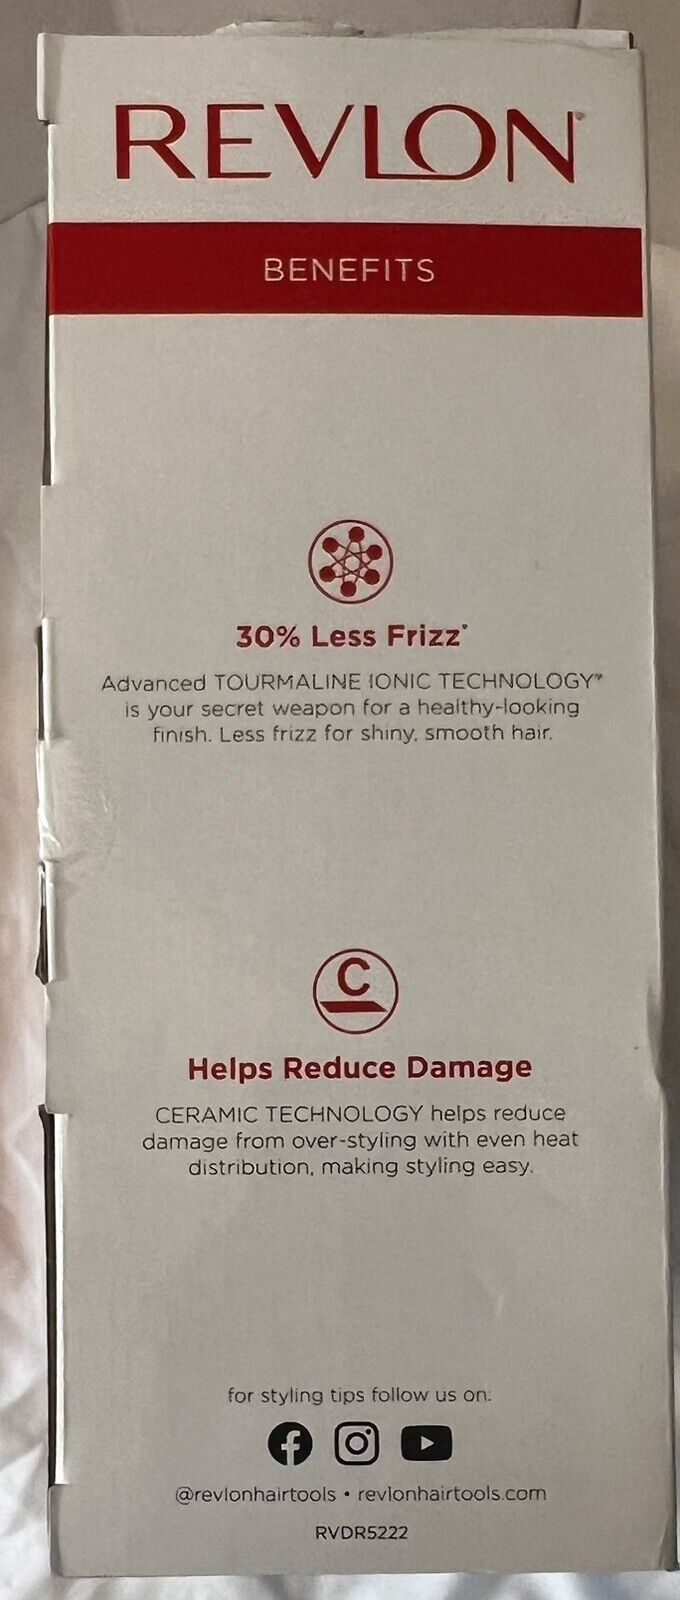 REVLON
BENEFITS
30% Less Frizz*
Advanced TOURMALINE IONIC TECHNOLOGY™
is your secret weapon for a healthy-looking
finish. Less frizz for shiny, smooth hair.
C
Helps Reduce Damage
CERAMIC TECHNOLOGY helps reduce
damage from over-styling with even heat
distribution, making styling easy.
for styling tips follow us on:
@revlonhairtools • revlonhairtools.com
RVDR5222